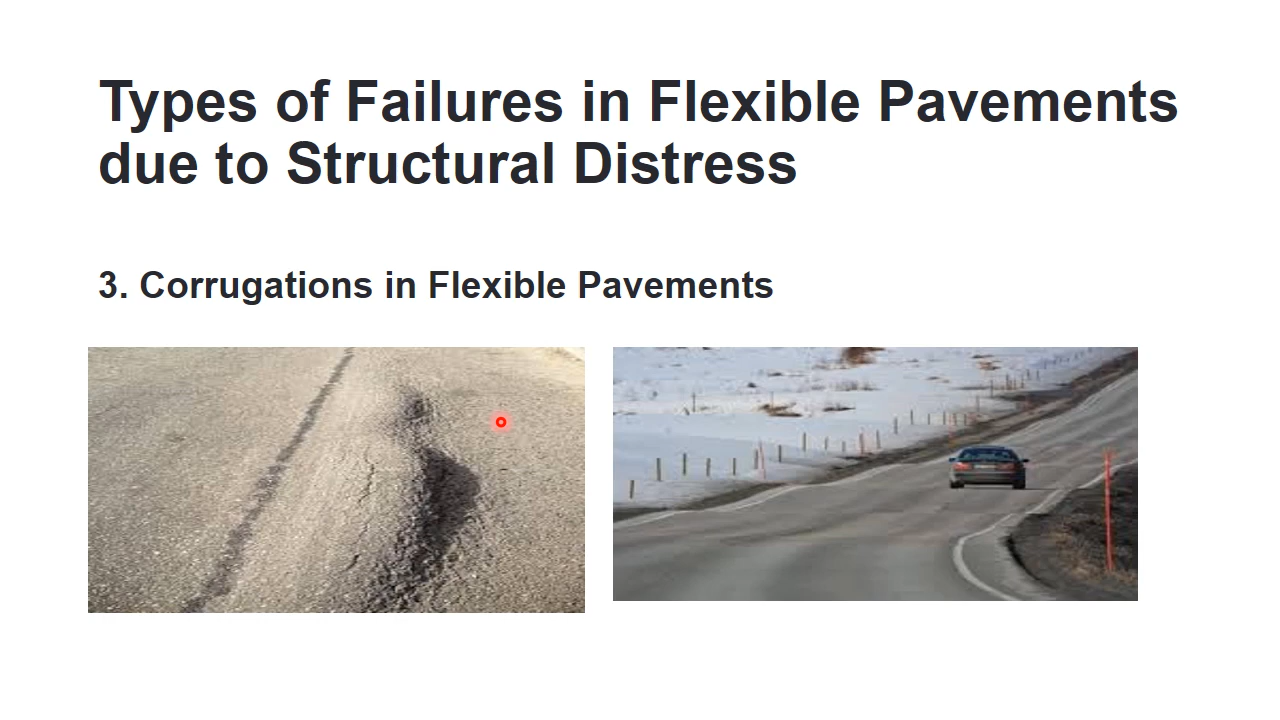 Types of Failures in Flexible Pavements
due to Structural Distress
3. Corrugations in Flexible Pavements